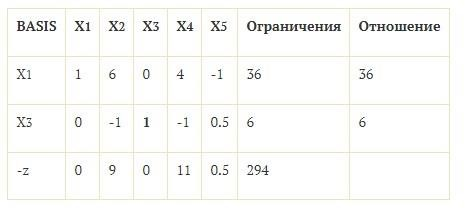 BASIS X1 X2 X3 X4 X5 Ограничения Отношение
X1 1 6 0 4 -1 36 36
X3 0 -1 1 -1 0.5 6 6
-z 0 9 0 11 0.5 294